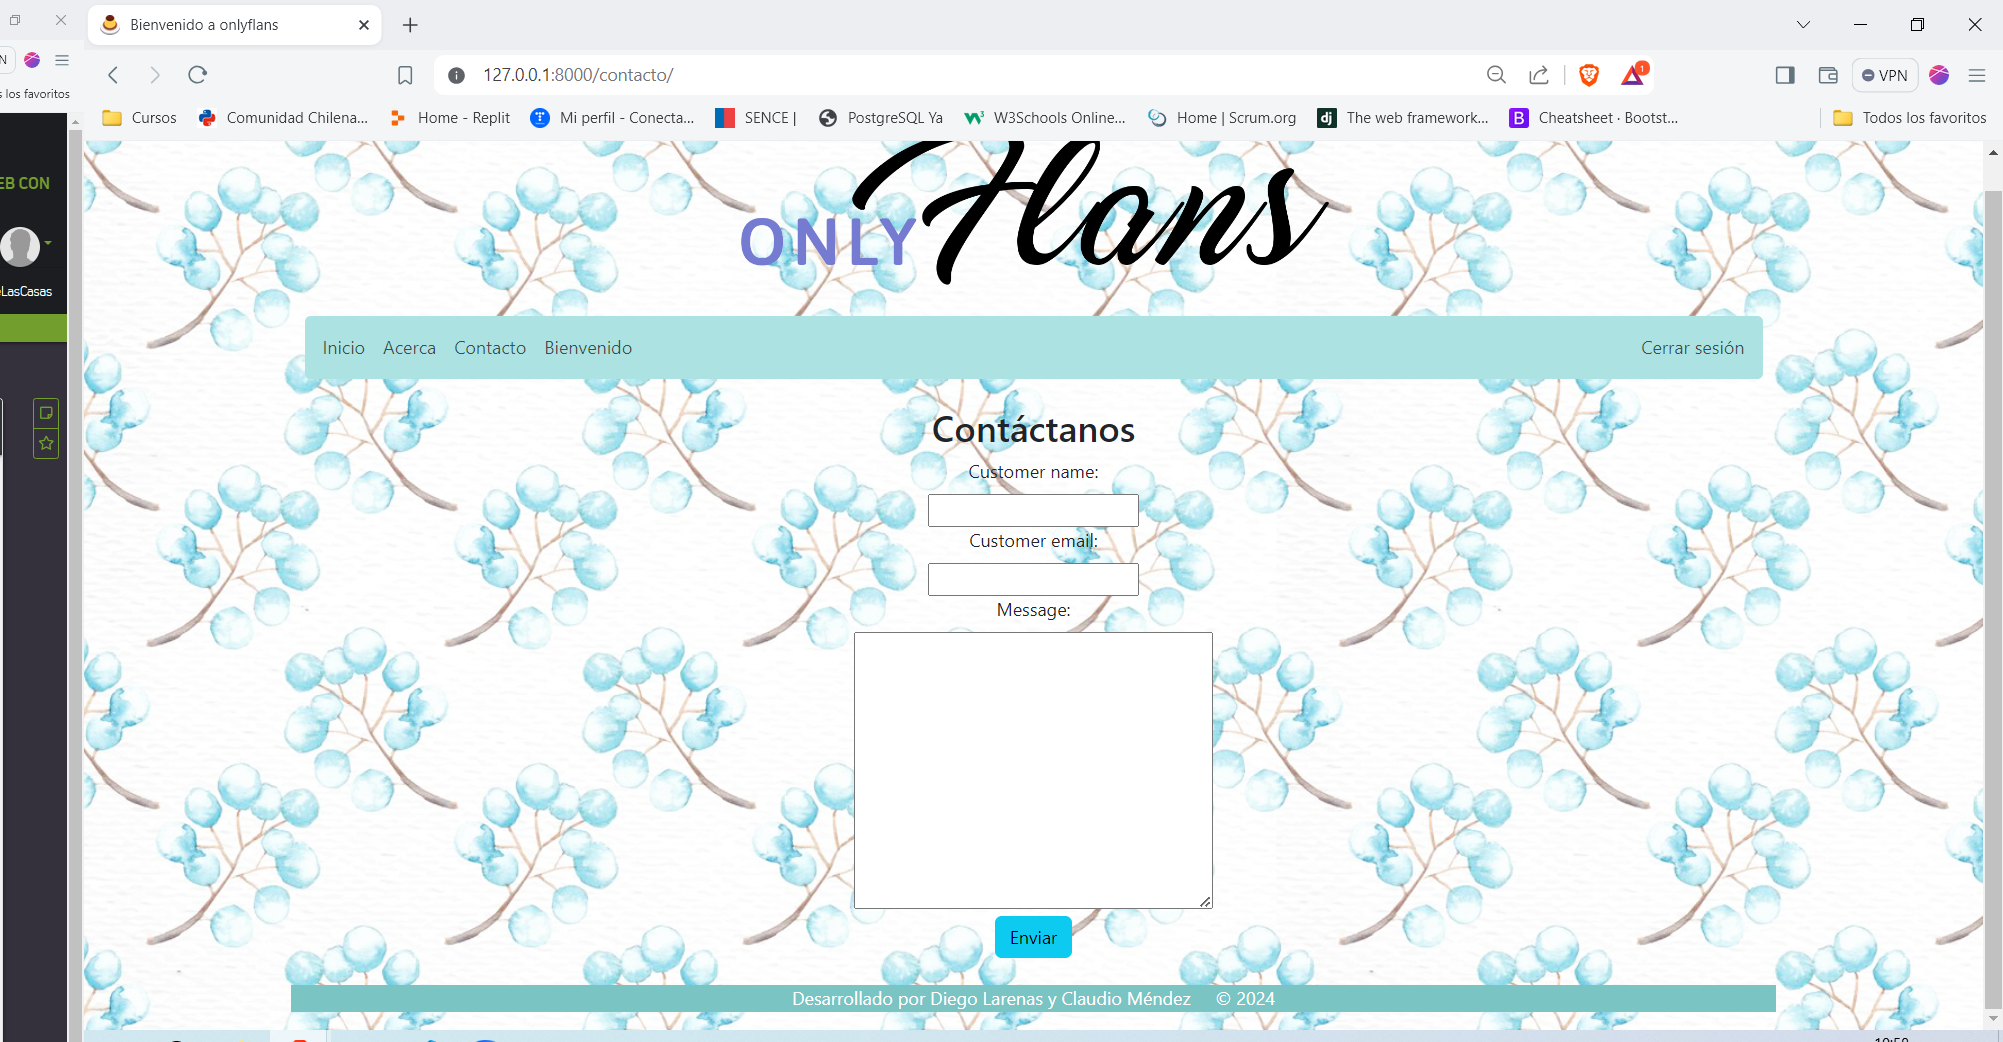 Bienvenido a onlyflans
N
127.0.0.1:8000/contacto/
1
VPN
s los favoritos
Cursos
Comunidad Chilena...
Home - Replit
Mi perfil - Conecta...
SENCE |
PostgreSQL Ya
W3Schools Online...
Home | Scrum.org
dj
The web framework...
B
Cheatsheet · Bootst...
Todos los favoritos
EB CON
ONLY Flans
LasCasas
Inicio
Acerca
Contacto
Bienvenido
Cerrar sesión
Contáctanos
Customer name:
Customer email:
Message:
Enviar
Desarrollado por Diego Larenas y Claudio Méndez © 2024